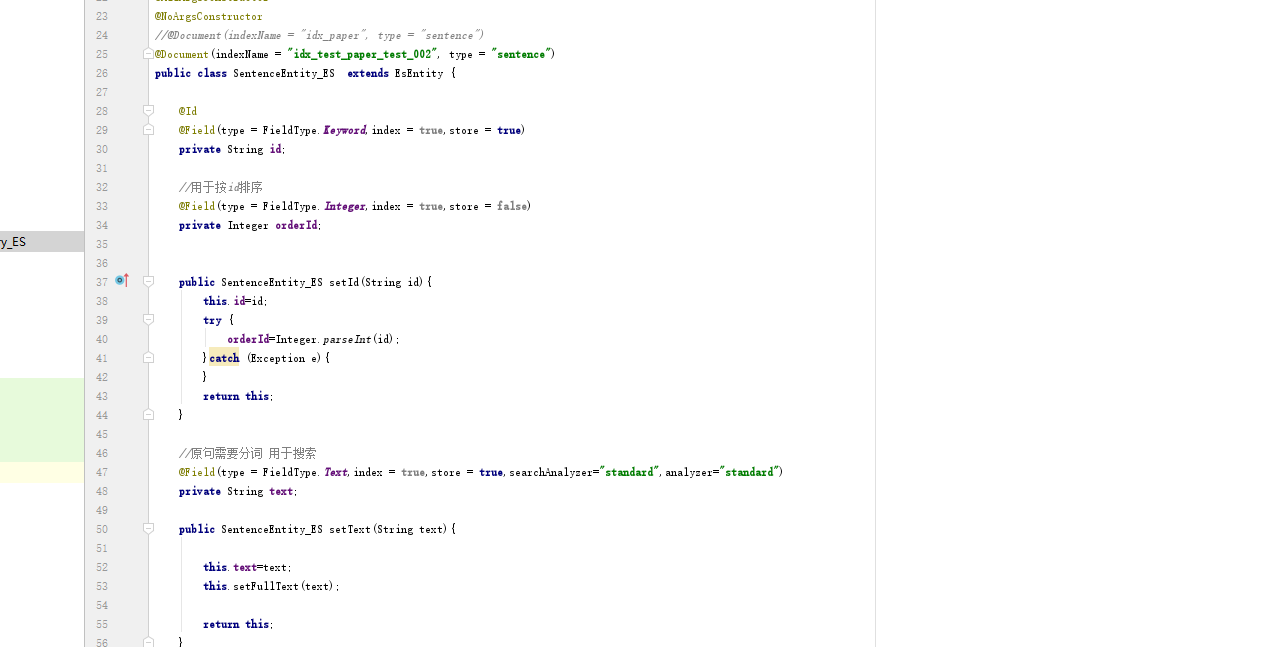 23 @NoArgsConstructor
24 //@Document(indexName = "idx_paper", type = "sentence")
25 @Document(indexName = "idx_test_paper_test_002", type = "sentence")
26 public class SentenceEntity_ES  extends EsEntity {
27
28 @Id
29 @Field(type = FieldType.Keyword,index = true,store = true)
30 private String id;
31
32 //用于按id排序
33 @Field(type = FieldType.Integer,index = true,store = false)
34 private Integer orderId;
ry_ES
35
36
37 public SentenceEntity_ES setId(String id){
38 this.id=id;
39 try {
40 orderId=Integer.parseInt(id);
41 }catch (Exception e){
42 }
43 return this;
44 }
45
46 //原句需要分词 用于搜索
47 @Field(type = FieldType.Text,index = true,store = true,searchAnalyzer="standard",analyzer="standard")
48 private String text;
49
50 public SentenceEntity_ES setText(String text){
51
52 this.text=text;
53 this.setFullText(text);
54
55 return this;
56 }